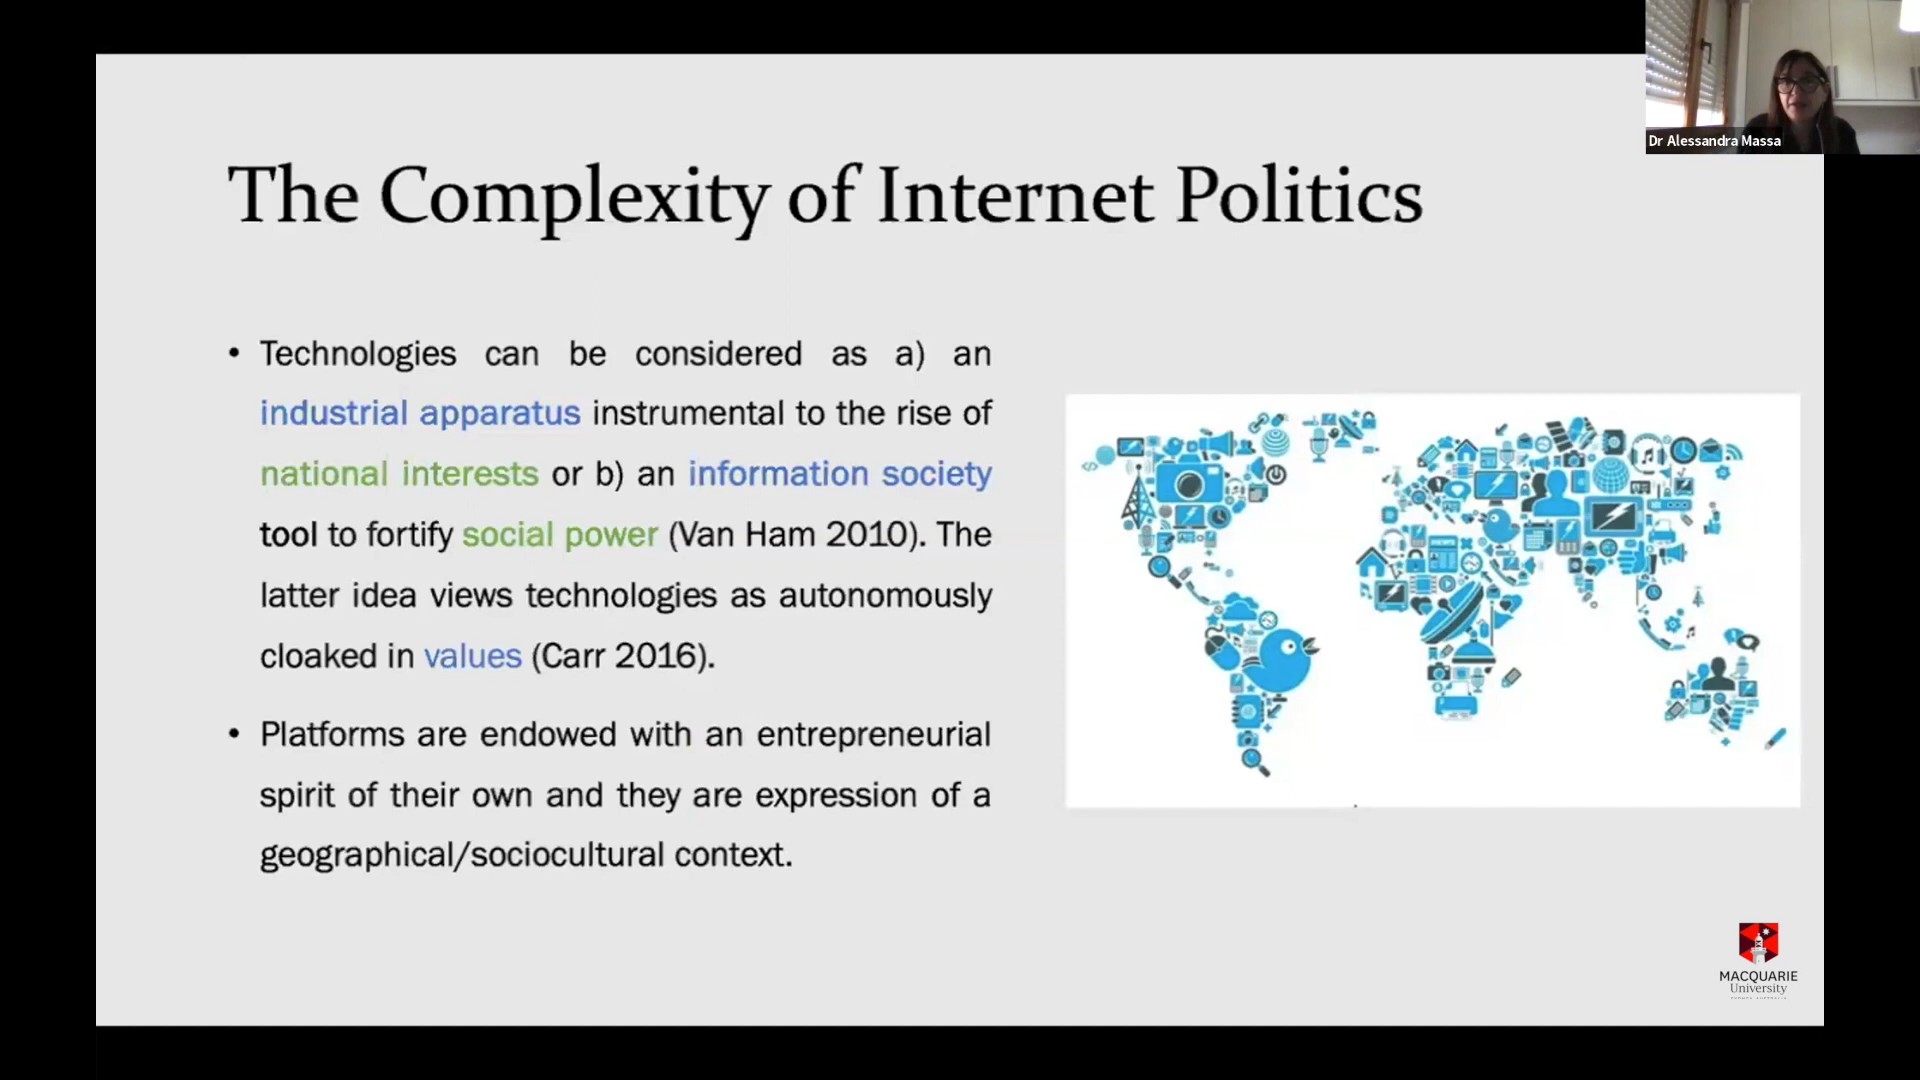 Dr Alessandra Massa
The Complexity of Internet Politics
• Technologies can be considered as a) an
industrial apparatus instrumental to the rise of
national interests or b) an information society
tool to fortify social power (Van Ham 2010). The
latter idea views technologies as autonomously
cloaked in values (Carr 2016).
• Platforms are endowed with an entrepreneurial
spirit of their own and they are expression of a
geographical/sociocultural context.
MACQUARIE
University